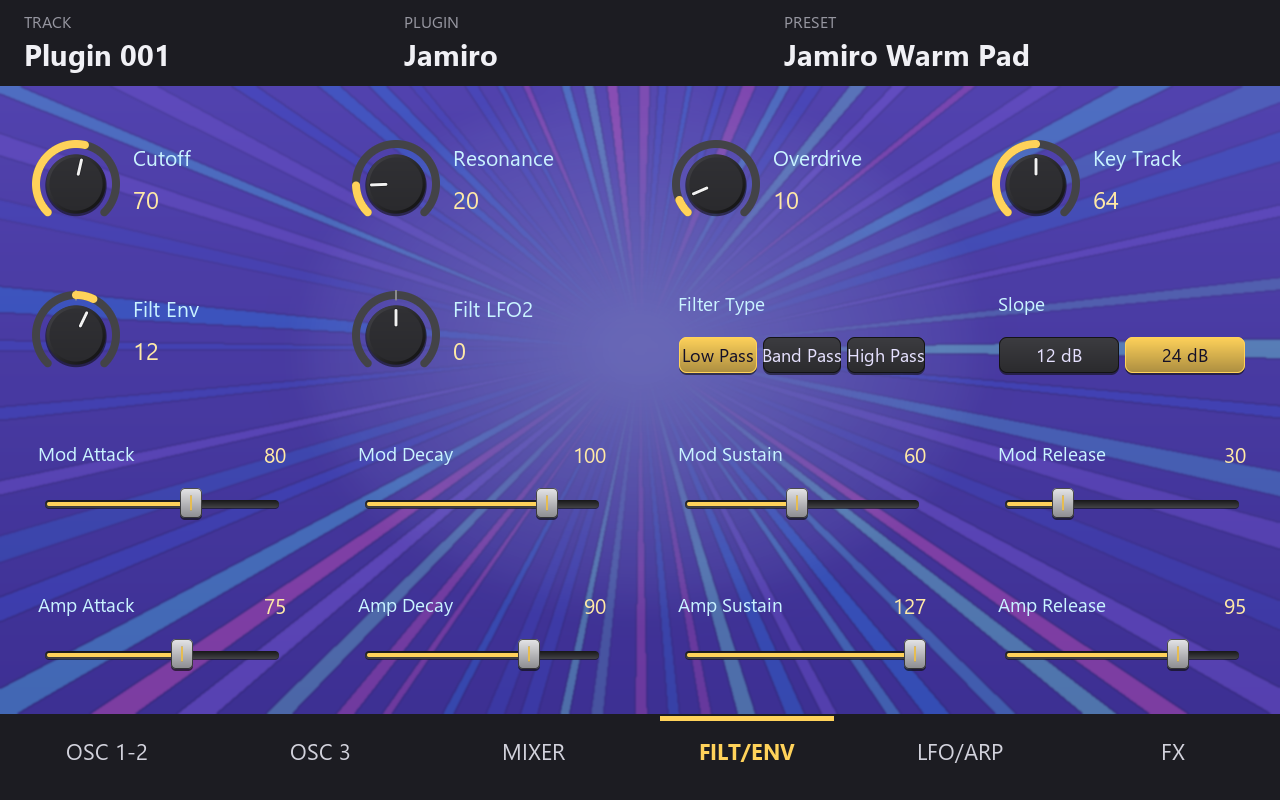 TRACK
PLUGIN
PRESET
Plugin 001
Jamiro
Jamiro Warm Pad
Cutoff
70
Resonance
20
Overdrive
10
Key Track
64
Filt Env
12
Filt LFO2
0
Filter Type
Low Pass
Band Pass
High Pass
Slope
12 dB
24 dB
Mod Attack 80
Mod Decay 100
Mod Sustain 60
Mod Release 30
Amp Attack 75
Amp Decay 90
Amp Sustain 127
Amp Release 95
OSC 1-2
OSC 3
MIXER
FILT/ENV
LFO/ARP
FX